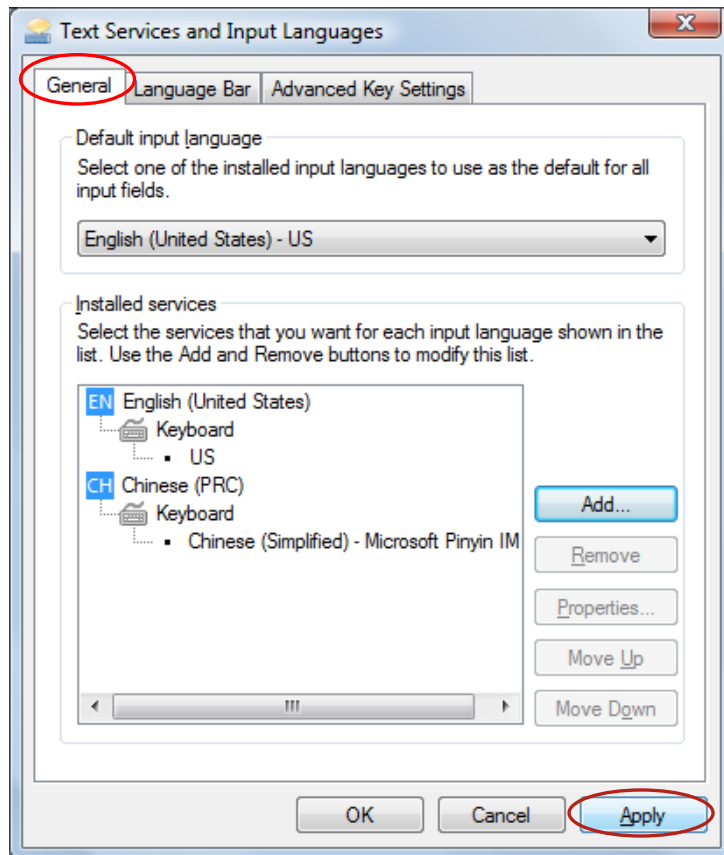 Text Services and Input Languages
General
Language Bar
Advanced Key Settings
Default input language
Select one of the installed input languages to use as the default for all
input fields.
English (United States) - US
Installed services
Select the services that you want for each input language shown in the
list. Use the Add and Remove buttons to modify this list.
EN English (United States)
Keyboard
US
CH Chinese (PRC)
Keyboard
Chinese (Simplified) - Microsoft Pinyin IM
Add...
Remove
Properties...
Move Up
Move Down
OK
Cancel
Apply